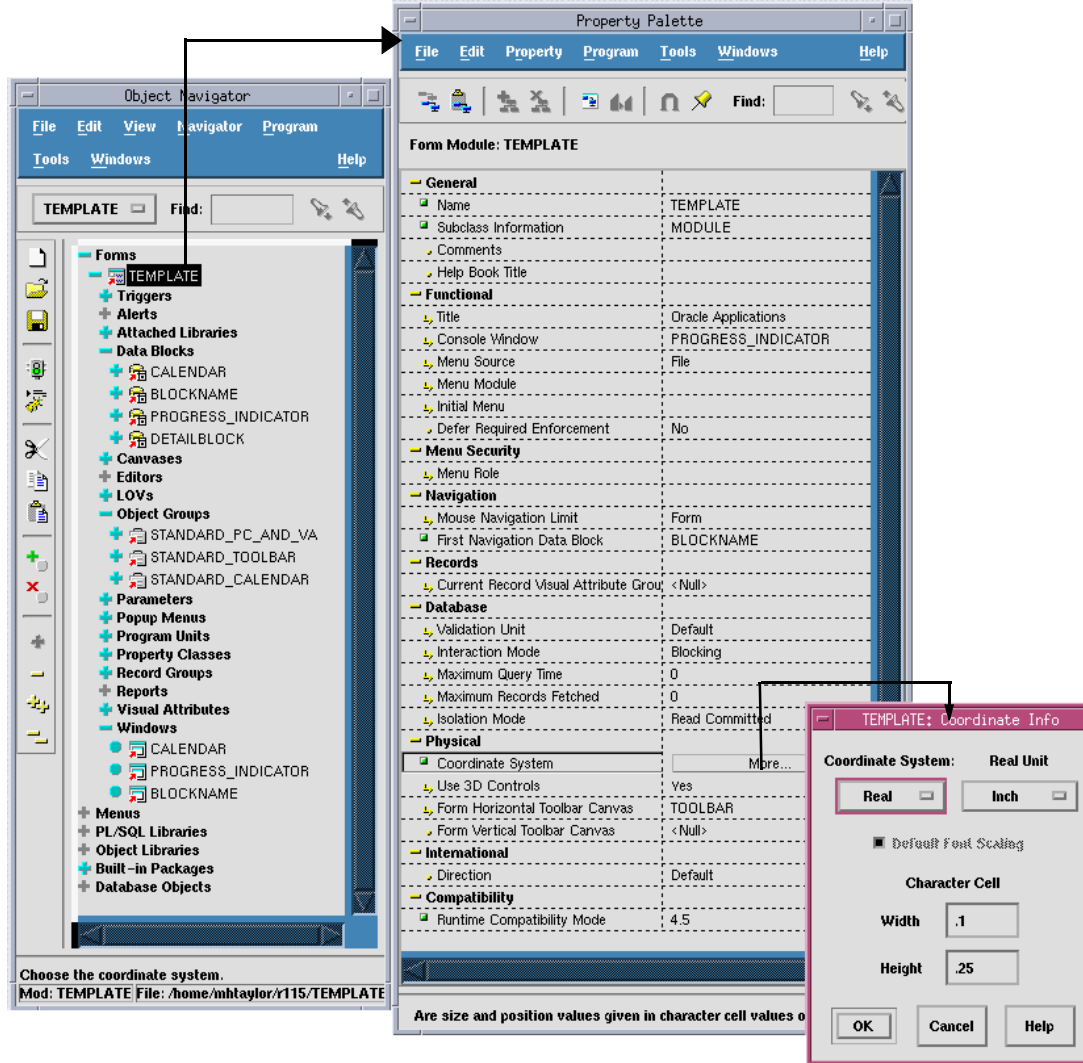 Property Palette
File Edit Property Program Tools Windows Help
Find:
Form Module: TEMPLATE
General
Name TEMPLATE
Subclass Information MODULE
Comments
Help Book Title
Functional
Title Oracle Applications
Console Window PROGRESS_INDICATOR
Menu Source File
Menu Module
Initial Menu
Defer Required Enforcement No
Menu Security
Menu Role
Navigation
Mouse Navigation Limit Form
First Navigation Data Block BLOCKNAME
Records
Current Record Visual Attribute Grou <Null>
Database
Validation Unit Default
Interaction Mode Blocking
Maximum Query Time 0
Maximum Records Fetched 0
Isolation Mode Read Committed
Physical
Coordinate System More...
Use 3D Controls Yes
Form Horizontal Toolbar Canvas TOOLBAR
Form Vertical Toolbar Canvas <Null>
International
Direction Default
Compatibility
Runtime Compatibility Mode 4.5
Are size and position values given in character cell values o
Object Navigator
File Edit View Navigator Program
Tools Windows Help
TEMPLATE Find:
Forms
TEMPLATE
Triggers
Alerts
Attached Libraries
Data Blocks
CALENDAR
BLOCKNAME
PROGRESS_INDICATOR
DETAILBLOCK
Canvases
Editors
LOVs
Object Groups
STANDARD_PC_AND_VA
STANDARD_TOOLBAR
STANDARD_CALENDAR
Parameters
Popup Menus
Program Units
Property Classes
Record Groups
Reports
Visual Attributes
Windows
CALENDAR
PROGRESS_INDICATOR
BLOCKNAME
Menus
PL/SQL Libraries
Object Libraries
Built-in Packages
Database Objects
Choose the coordinate system.
Mod: TEMPLATE File: /home/mhtaylor/r115/TEMPLATE
TEMPLATE: Coordinate Info
Coordinate System: Real Unit
Real Inch
Default Font Scaling
Character Cell
Width .1
Height .25
OK Cancel Help